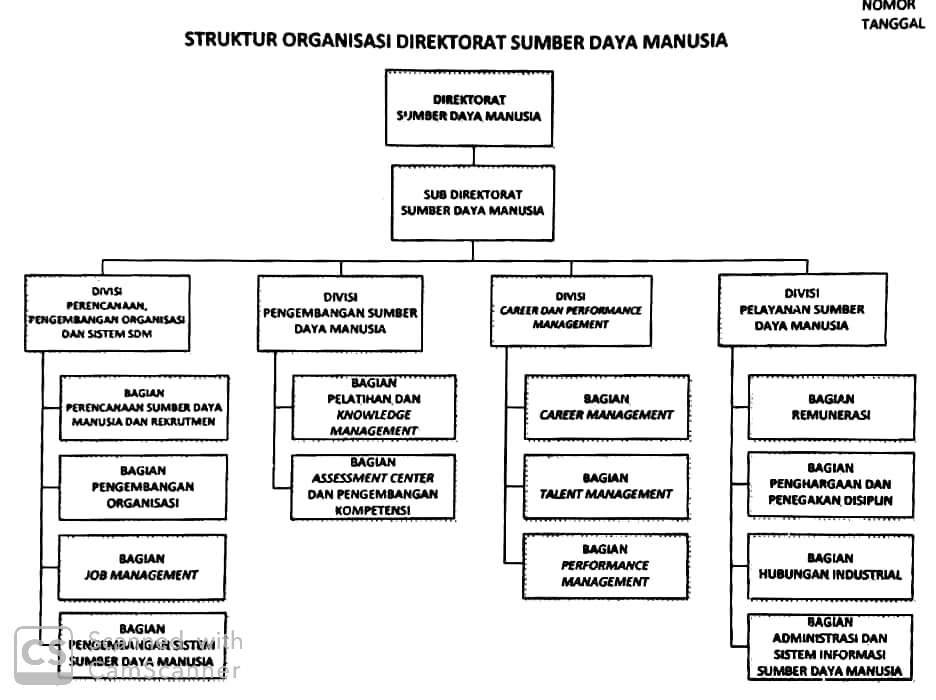 NOMOR
TANGGAL
STRUKTUR ORGANISASI DIREKTORAT SUMBER DAYA MANUSIA
DIREKTORAT
SUMBER DAYA MANUSIA
SUB DIREKTORAT
SUMBER DAYA MANUSIA
DIVISI
PERENCANAAN,
PENGEMBANGAN ORGANISASI
DAN SISTEM SDM
BAGIAN
PERENCANAAN SUMBER DAYA
MANUSIA DAN REKRUTMEN
BAGIAN
PENGEMBANGAN
ORGANISASI
BAGIAN
JOB MANAGEMENT
BAGIAN
PENGEMBANGAN SISTEM
SUMBER DAYA MANUSIA
DIVISI
PENGEMBANGAN SUMBER
DAYA MANUSIA
BAGIAN
PELATIHAN DAN
KNOWLEDGE
MANAGEMENT
BAGIAN
ASSESSMENT CENTER
DAN PENGEMBANGAN
KOMPETENSI
DIVISI
CAREER DAN PERFORMANCE
MANAGEMENT
BAGIAN
CAREER MANAGEMENT
BAGIAN
TALENT MANAGEMENT
BAGIAN
PERFORMANCE
MANAGEMENT
DIVISI
PELAYANAN SUMBER
DAYA MANUSIA
BAGIAN
REMUNERASI
BAGIAN
PENGHARGAAN DAN
PENEGAKAN DISIPLIN
BAGIAN
HUBUNGAN INDUSTRIAL
BAGIAN
ADMINISTRASI DAN
SISTEM INFORMASI
SUMBER DAYA MANUSIA
CS
Scanned with
CamScanner